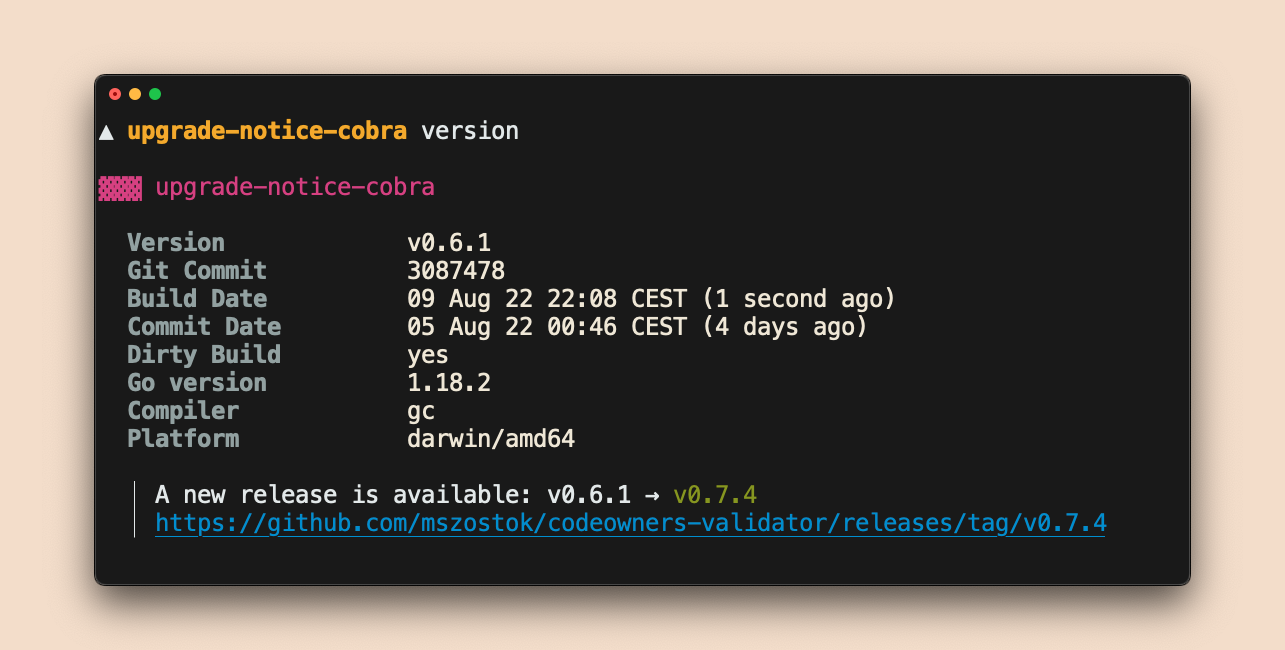 ▲ upgrade-notice-cobra version
▓▓▓ upgrade-notice-cobra
Version v0.6.1
Git Commit 3087478
Build Date 09 Aug 22 22:08 CEST (1 second ago)
Commit Date 05 Aug 22 00:46 CEST (4 days ago)
Dirty Build yes
Go version 1.18.2
Compiler gc
Platform darwin/amd64
A new release is available: v0.6.1 → v0.7.4
https://github.com/mszostok/codeowners-validator/releases/tag/v0.7.4